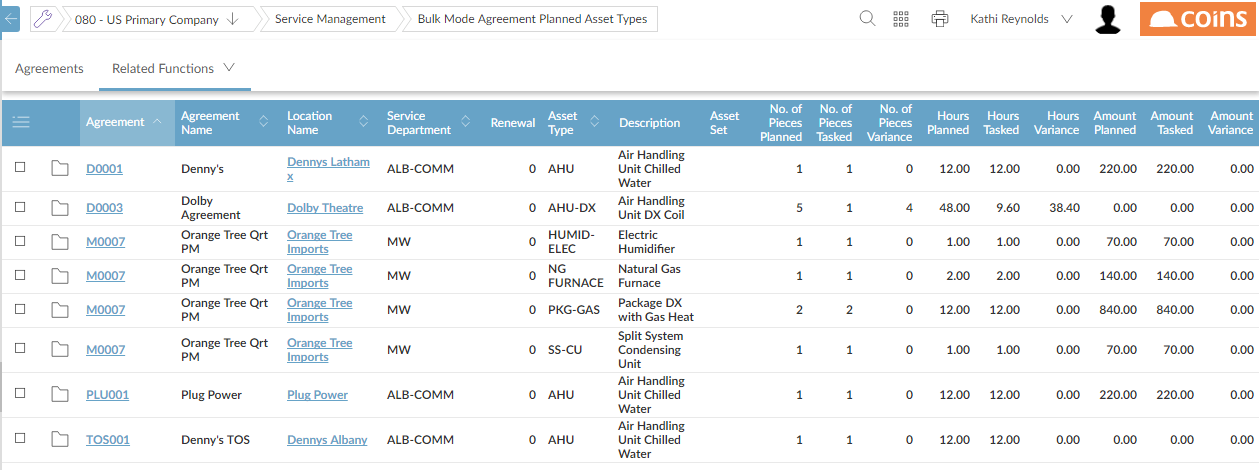 080 - US Primary Company Service Management Bulk Mode Agreement Planned Asset Types Kathi Reynolds coins
Agreements Related Functions
Agreement Agreement Name Location Name Service Department Renewal Asset Type Description Asset Set No. of Pieces Planned No. of Pieces Tasked No. of Pieces Variance Hours Planned Hours Tasked Hours Variance Amount Planned Amount Tasked Amount Variance
D0001 Denny's Dennys Latham x ALB-COMM 0 AHU Air Handling Unit Chilled Water 1 1 0 12.00 12.00 0.00 220.00 220.00 0.00
D0003 Dolby Agreement Dolby Theatre ALB-COMM 0 AHU-DX Air Handling Unit DX Coil 5 1 4 48.00 9.60 38.40 0.00 0.00 0.00
M0007 Orange Tree Qrt PM Orange Tree Imports MW 0 HUMID-ELEC Electric Humidifier 1 1 0 1.00 1.00 0.00 70.00 70.00 0.00
M0007 Orange Tree Qrt PM Orange Tree Imports MW 0 NG FURNACE Natural Gas Furnace 1 1 0 2.00 2.00 0.00 140.00 140.00 0.00
M0007 Orange Tree Qrt PM Orange Tree Imports MW 0 PKG-GAS Package DX with Gas Heat 2 2 0 12.00 12.00 0.00 840.00 840.00 0.00
M0007 Orange Tree Qrt PM Orange Tree Imports MW 0 SS-CU Split System Condensing Unit 1 1 0 1.00 1.00 0.00 70.00 70.00 0.00
PLU001 Plug Power Plug Power ALB-COMM 0 AHU Air Handling Unit Chilled Water 1 1 0 12.00 12.00 0.00 220.00 220.00 0.00
TOS001 Denny's TOS Dennys Albany ALB-COMM 0 AHU Air Handling Unit Chilled Water 1 1 0 12.00 12.00 0.00 0.00 0.00 0.00